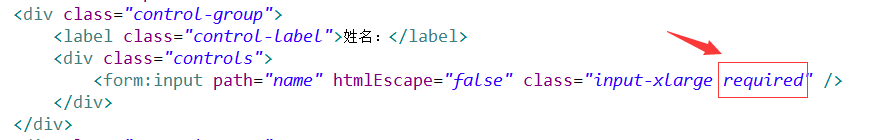 <div class="control-group">
<label class="control-label">姓名：</label>
<div class="controls">
<form:input path="name" htmlEscape="false" class="input-xlarge required" />
</div>
</div>